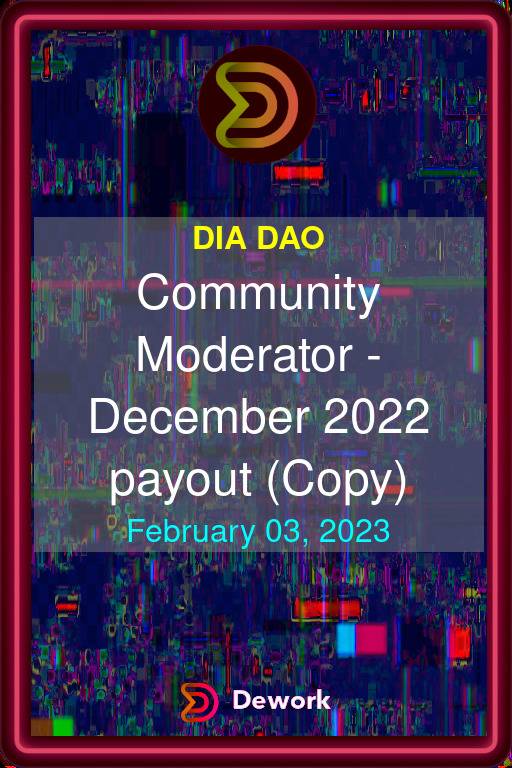 DIA DAO
Community
Moderator -
December 2022
payout (Copy)
February 03, 2023
Dework